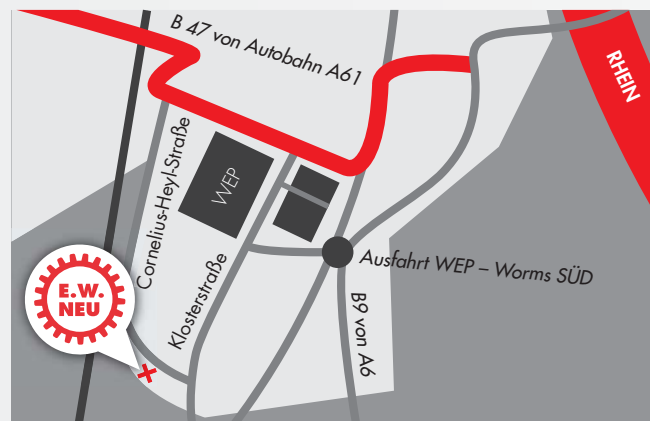 B 47 von Autobahn A61
RHEIN
Cornelius-Heyl-Straße
WEP
Klosterstraße
Ausfahrt WEP – Worms SÜD
E.W.
NEU
B9 von A6